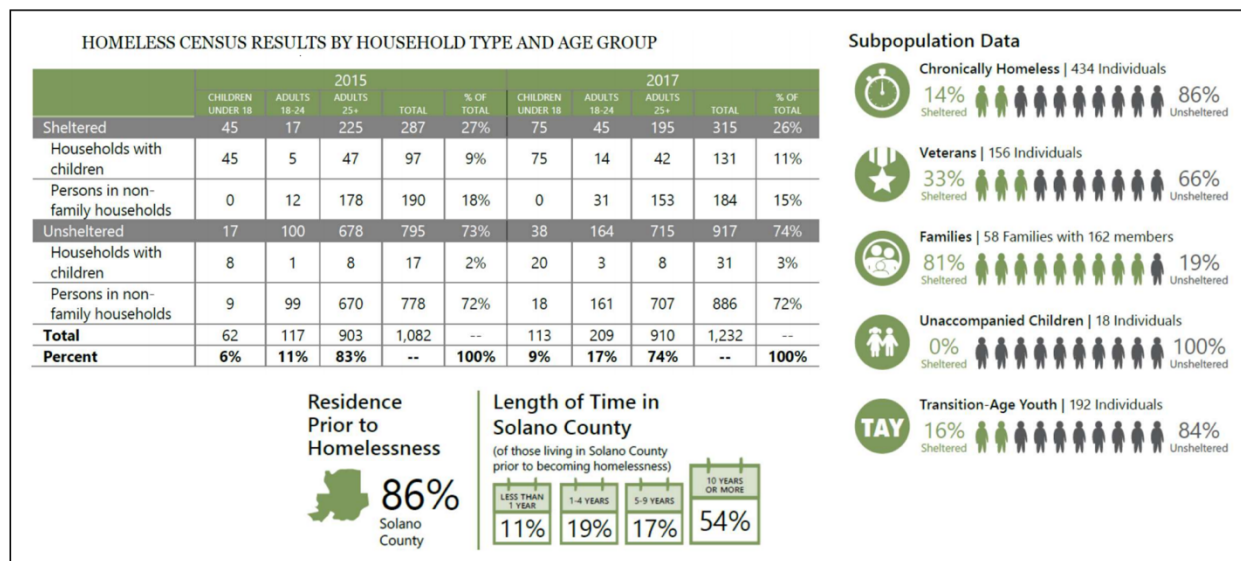 HOMELESS CENSUS RESULTS BY HOUSEHOLD TYPE AND AGE GROUP
2015 2017
CHILDREN UNDER 18 ADULTS 18-24 ADULTS 25+ TOTAL % OF TOTAL CHILDREN UNDER 18 ADULTS 18-24 ADULTS 25+ TOTAL % OF TOTAL
Sheltered 45 17 225 287 27% 75 45 195 315 26%
Households with children 45 5 47 97 9% 75 14 42 131 11%
Persons in non-family households 0 12 178 190 18% 0 31 153 184 15%
Unsheltered 17 100 678 795 73% 38 164 715 917 74%
Households with children 8 1 8 17 2% 20 3 8 31 3%
Persons in non-family households 9 99 670 778 72% 18 161 707 886 72%
Total 62 117 903 1,082 -- 113 209 910 1,232 --
Percent 6% 11% 83% -- 100% 9% 17% 74% -- 100%
Residence
Prior to
Homelessness
86%
Solano
County
Length of Time in
Solano County
(of those living in Solano County
prior to becoming homelessness)
LESS THAN 1 YEAR 1-4 YEARS 5-9 YEARS 10 YEARS OR MORE
11% 19% 17% 54%
Subpopulation Data
Chronically Homeless | 434 Individuals
14% 86%
Sheltered Unsheltered
Veterans | 156 Individuals
33% 66%
Sheltered Unsheltered
Families | 58 Families with 162 members
81% 19%
Sheltered Unsheltered
Unaccompanied Children | 18 Individuals
0% 100%
Sheltered Unsheltered
Transition-Age Youth | 192 Individuals
TAY 16% 84%
Sheltered Unsheltered